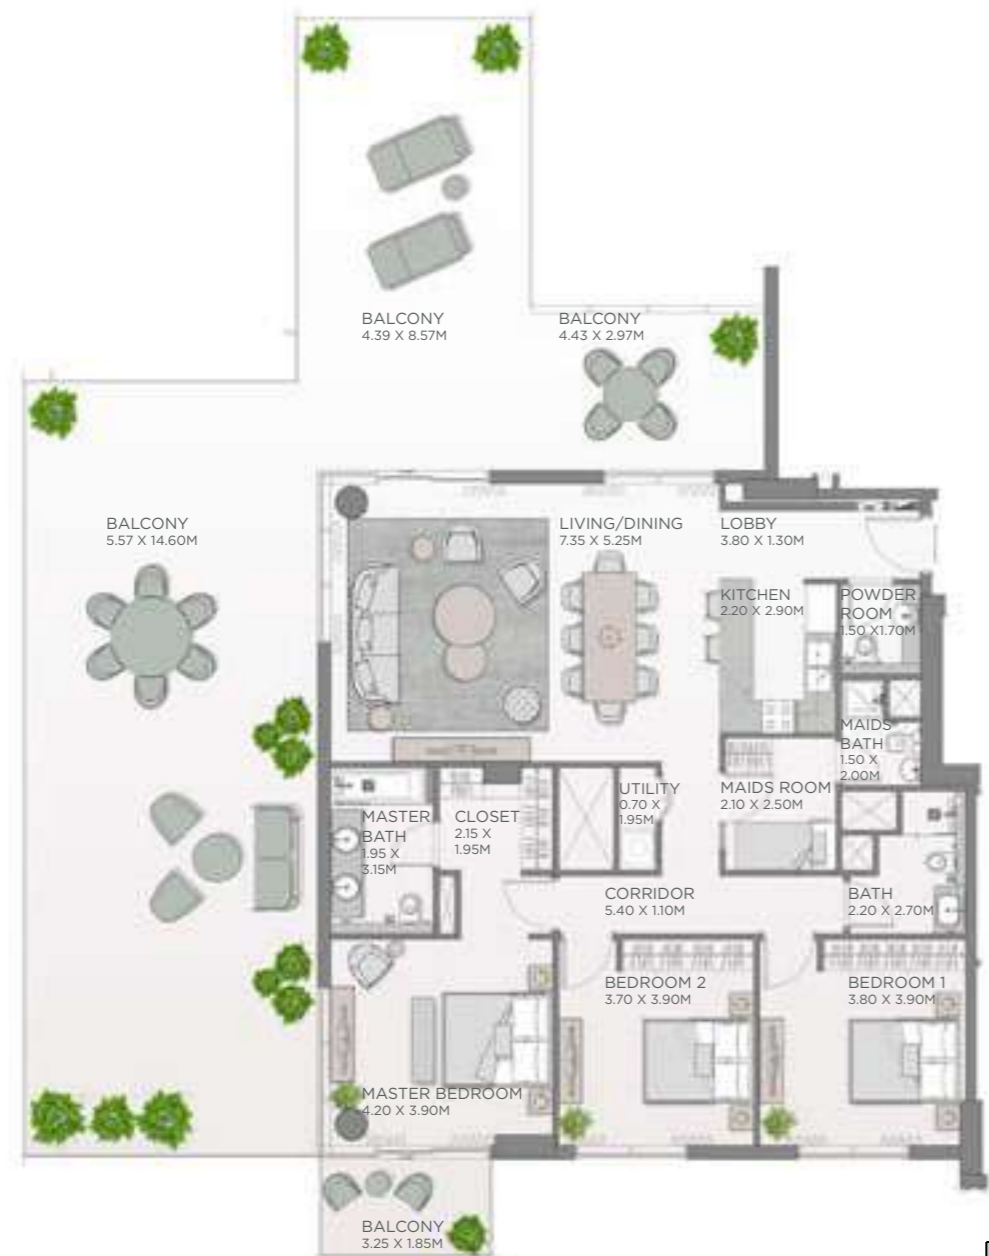 BALCONY
4.39 X 8.57M
BALCONY
4.43 X 2.97M
BALCONY
5.57 X 14.60M
LIVING/DINING
7.35 X 5.25M
LOBBY
3.80 X 1.30M
KITCHEN
2.20 X 2.90M
POWDER
ROOM
1.50 X1.70M
MAIDS
BATH
1.50 X
2.00M
MASTER
BATH
1.95 X
3.15M
CLOSET
2.15 X
1.95M
UTILITY
0.70 X
1.95M
MAIDS ROOM
2.10 X 2.50M
CORRIDOR
5.40 X 1.10M
BATH
2.20 X 2.70M
BEDROOM 2
3.70 X 3.90M
BEDROOM 1
3.80 X 3.90M
MASTER BEDROOM
4.20 X 3.90M
BALCONY
3.25 X 1.85M